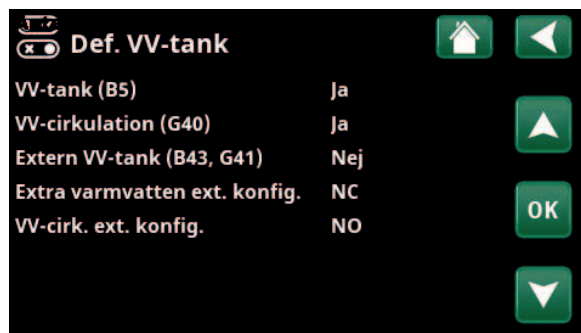 Def. VV-tank
VV-tank (B5) Ja
VV-cirkulation (G40) Ja
Extern VV-tank (B43, G41) Nej
Extra varmvatten ext. konfig. NC
VV-cirk. ext. konfig. NO
OK